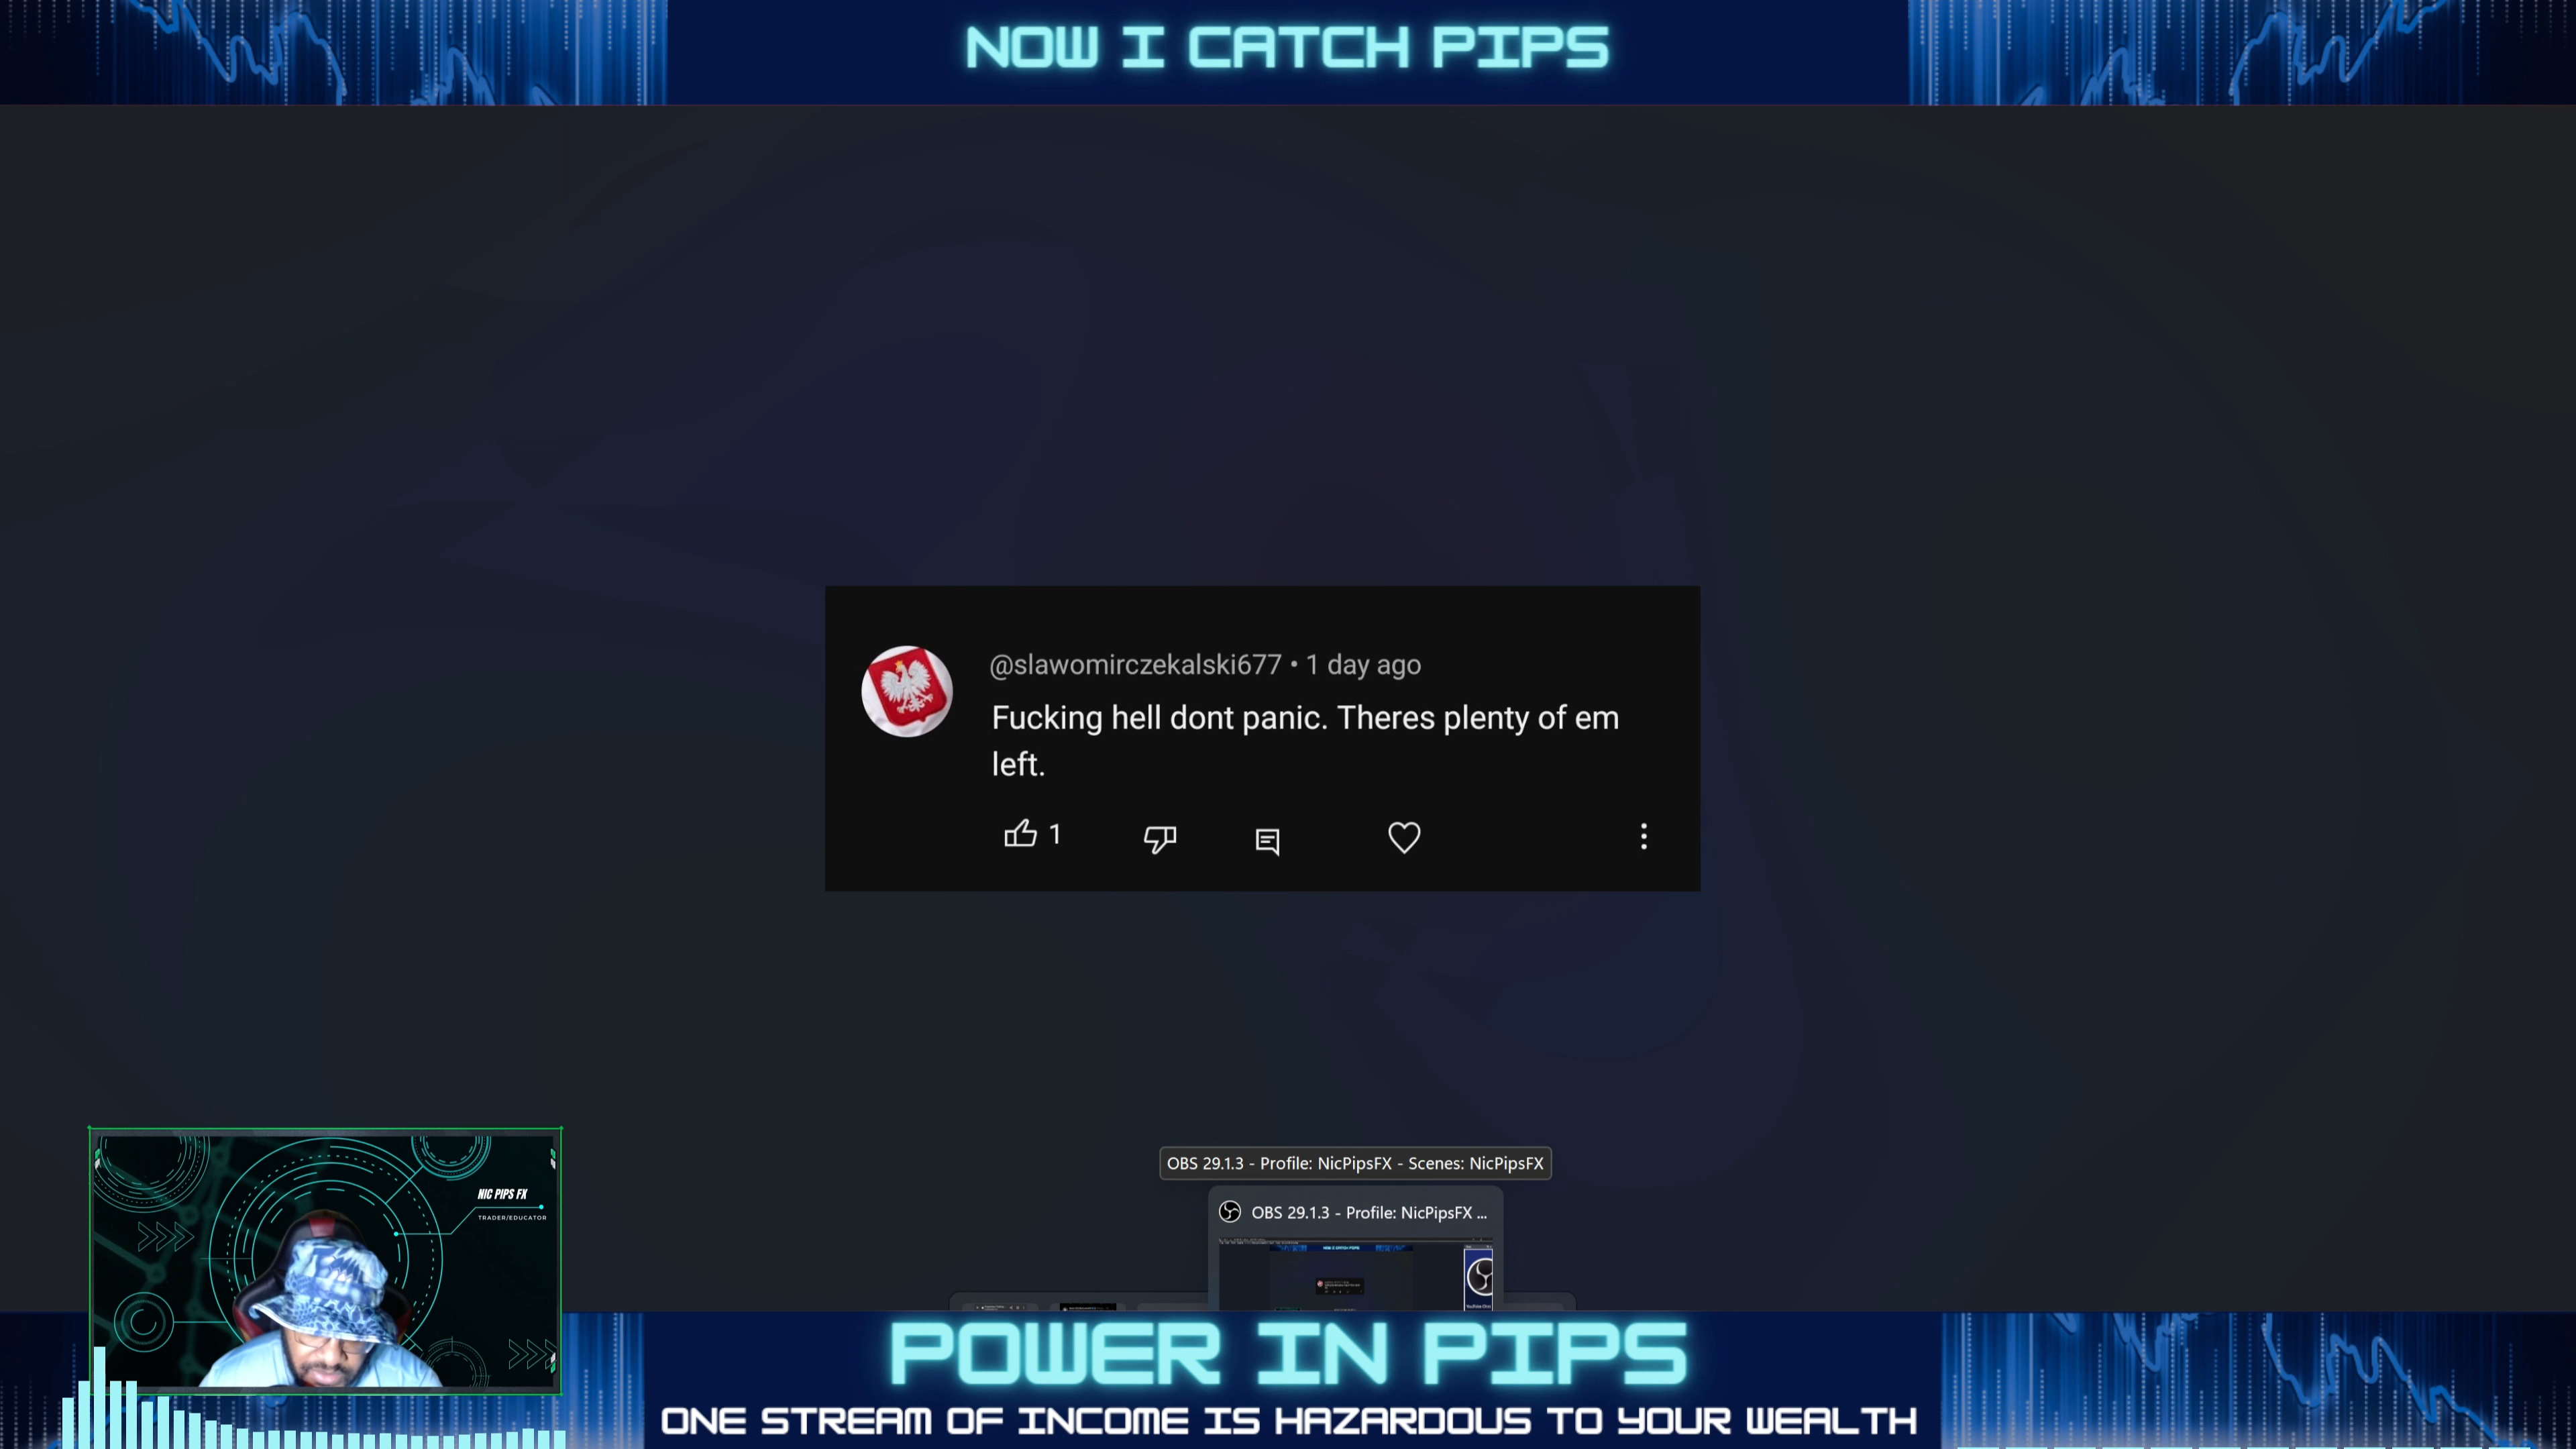 NOW I CATCH PIPS
@slawomirczekalski677 • 1 day ago
Fucking hell dont panic. Theres plenty of em
left.
1
OBS 29.1.3 - Profile: NicPipsFX - Scenes: NicPipsFX
OBS 29.1.3 - Profile: NicPipsFX ...
NIC PIPS FX
TRADER/EDUCATOR
POWER IN PIPS
ONE STREAM OF INCOME IS HAZARDOUS TO YOUR WEALTH